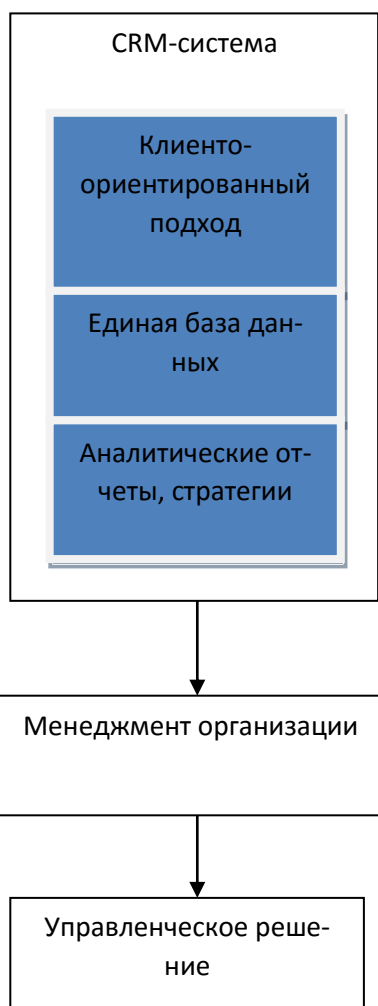 CRM-система
Клиенто-
ориентированный
подход
Единая база дан-
ных
Аналитические от-
четы, стратегии
Менеджмент организации
Управленческое реше-
ние